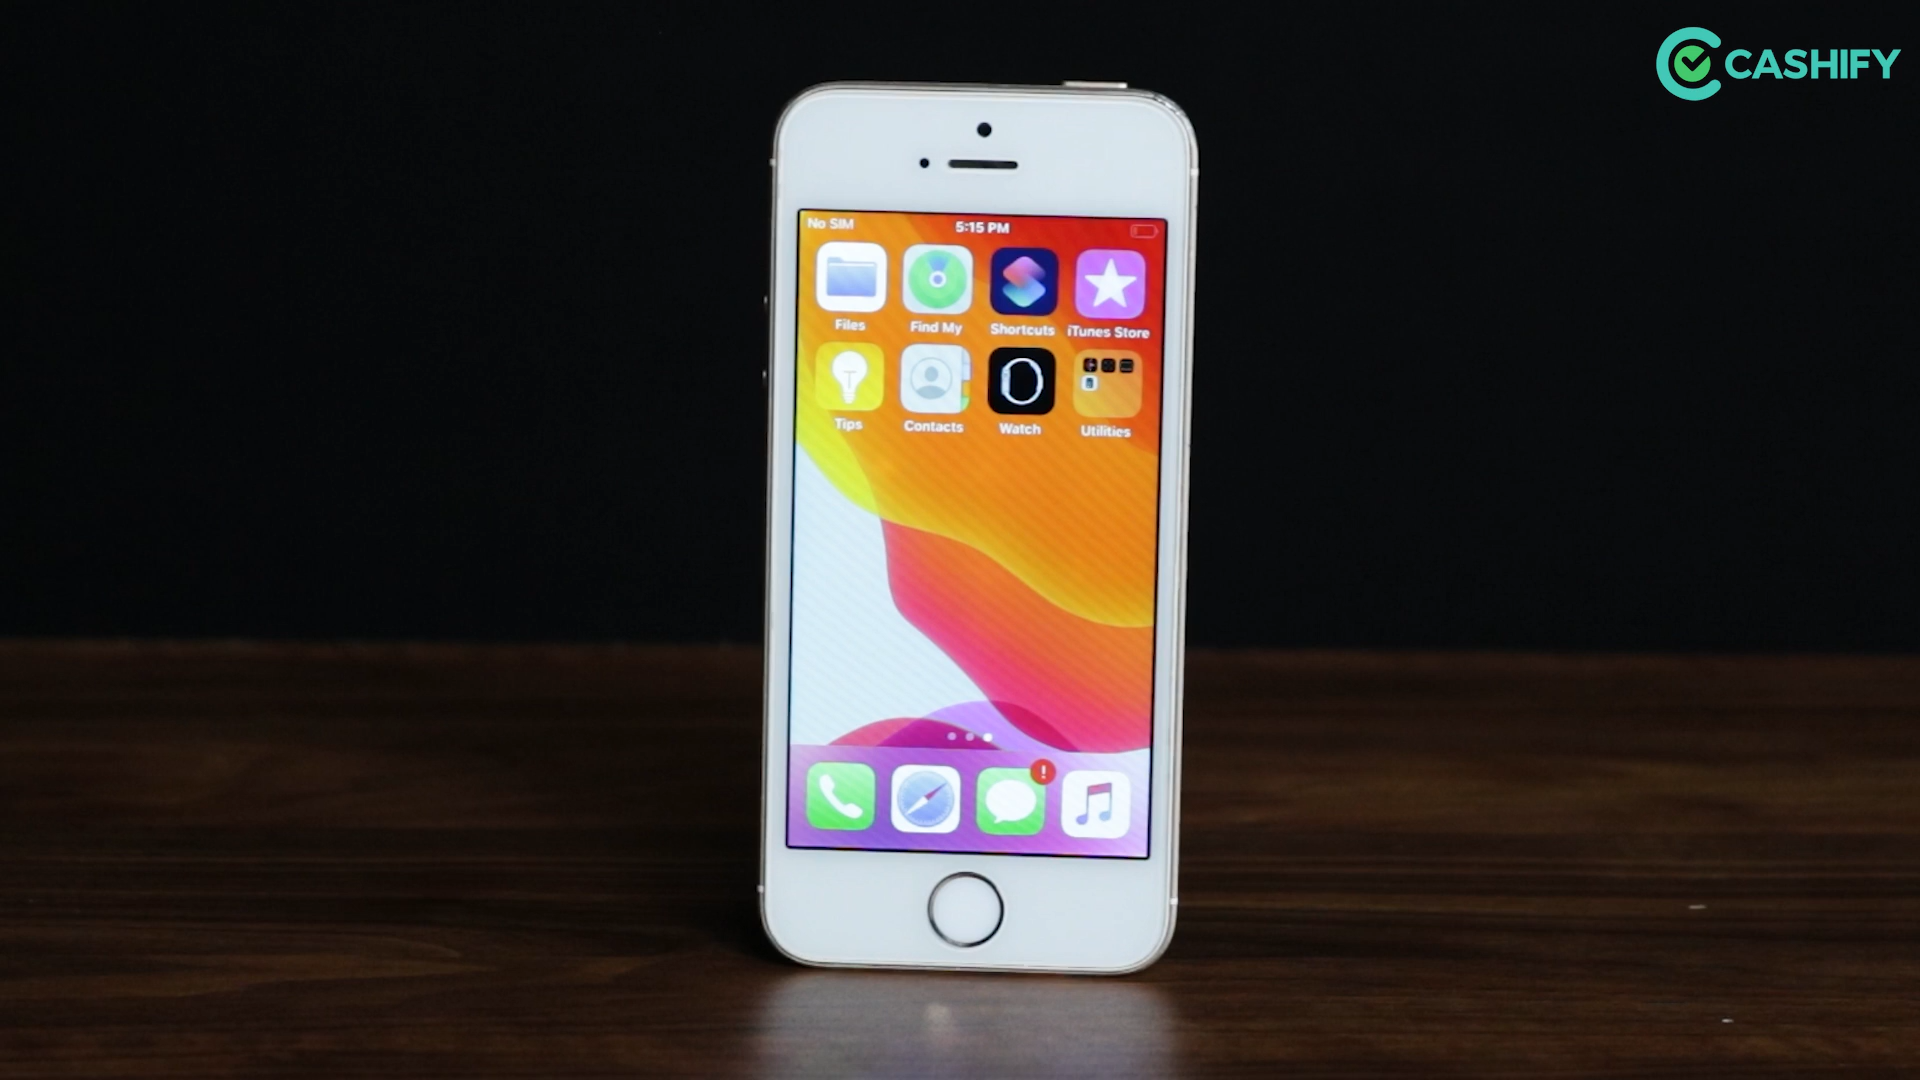 CASHIFY
No SIM 5:15 PM
Files Find My Shortcuts iTunes Store
Tips Contacts Watch Utilities
!